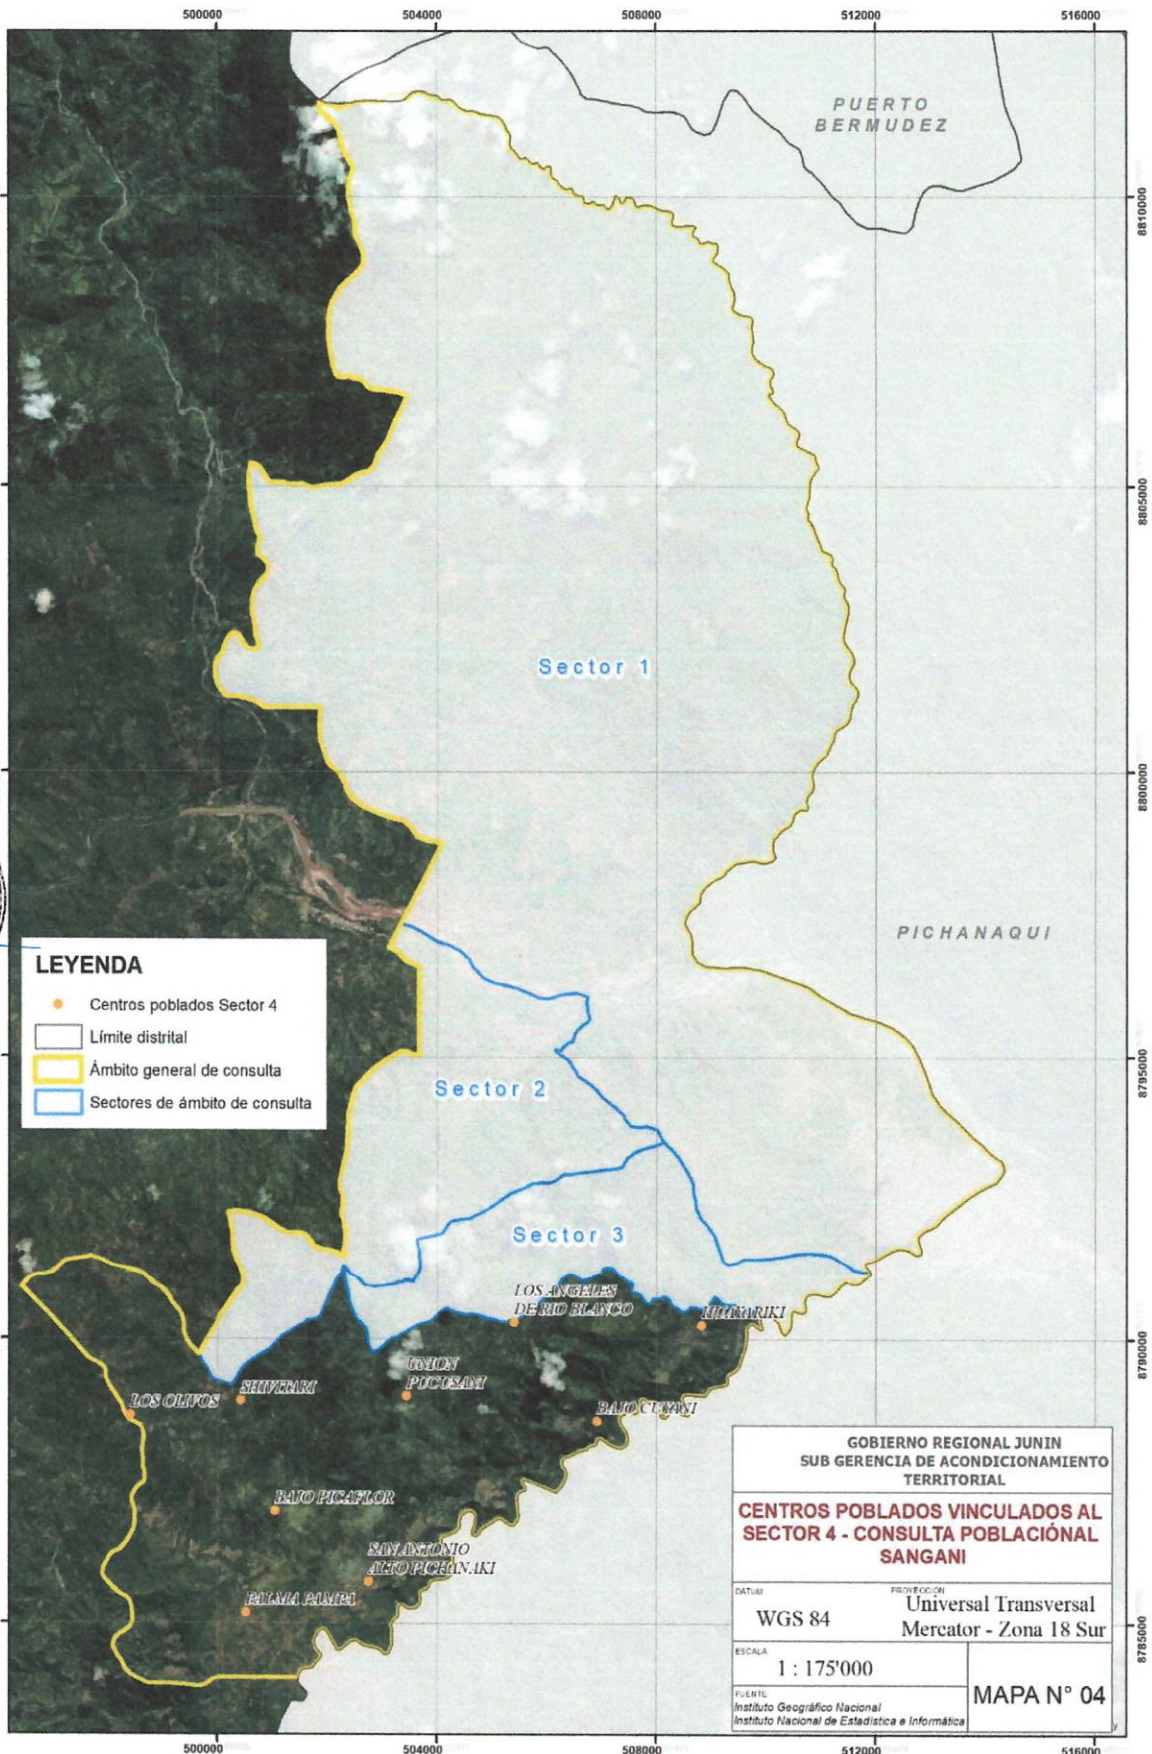 500000 504000 508000 512000 516000
PUERTO
BERMUDEZ
8810000
8805000
Sector 1
8800000
PICHANAQUI
LEYENDA
Centros poblados Sector 4
Límite distrital
Ámbito general de consulta
Sectores de ámbito de consulta
8795000
Sector 2
Sector 3
LOS ANGELES
DE RIO BLANCO
HUAYARIKI
8790000
UNION
PUCUSANI
SHIVITARI
LOS OLIVOS
BAJO CUYANI
BAJO PICAFLOR
SAN ANTONIO
ALTO PICHANAKI
PALMA PAMPA
8785000
GOBIERNO REGIONAL JUNIN
SUB GERENCIA DE ACONDICIONAMIENTO
TERRITORIAL
CENTROS POBLADOS VINCULADOS AL
SECTOR 4 - CONSULTA POBLACIÓNAL
SANGANI
DATUM
WGS 84
PROYECCIÓN
Universal Transversal
Mercator - Zona 18 Sur
ESCALA
1 : 175'000
FUENTE
Instituto Geográfico Nacional
Instituto Nacional de Estadística e Informática
MAPA N° 04
500000 504000 508000 512000 516000